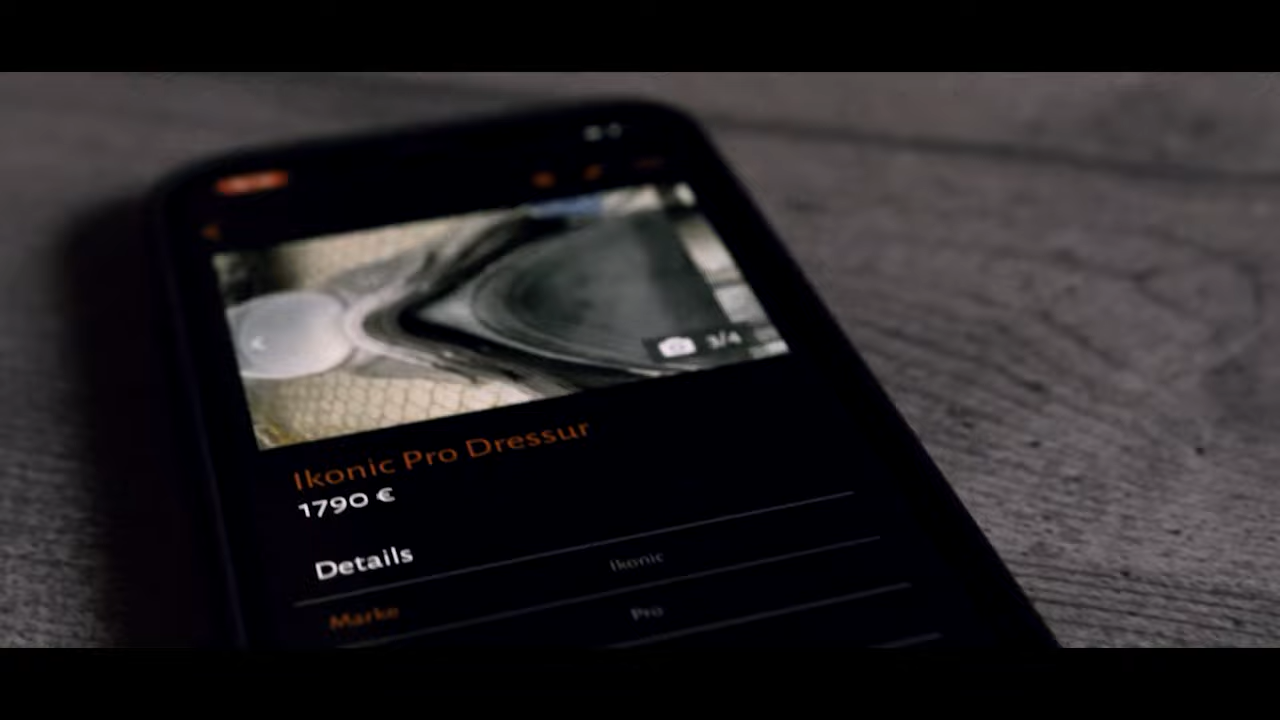 3/4
Ikonic Pro Dressur
1790 €
Details
Marke Ikonic
Pro